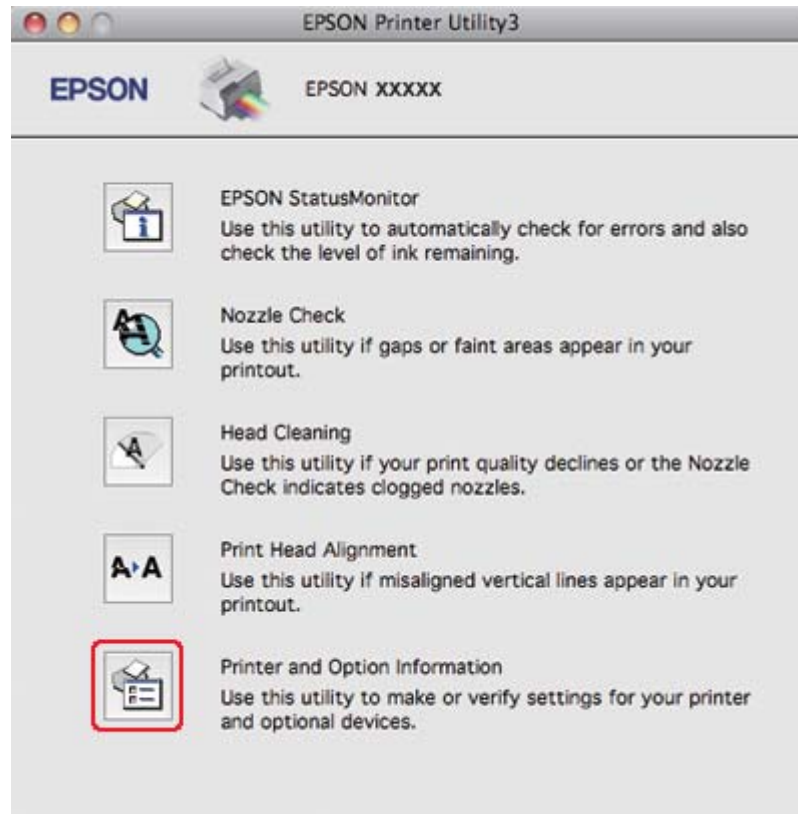 EPSON Printer Utility3
EPSON
EPSON XXXXX
EPSON StatusMonitor
Use this utility to automatically check for errors and also
check the level of ink remaining.
Nozzle Check
Use this utility if gaps or faint areas appear in your
printout.
Head Cleaning
Use this utility if your print quality declines or the Nozzle
Check indicates clogged nozzles.
Print Head Alignment
Use this utility if misaligned vertical lines appear in your
printout.
Printer and Option Information
Use this utility to make or verify settings for your printer
and optional devices.